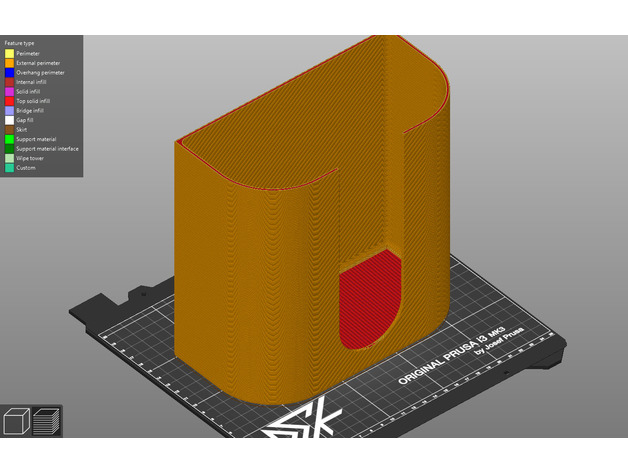 Feature type
Perimeter
External perimeter
Overhang perimeter
Internal infill
Solid infill
Top solid infill
Bridge infill
Gap fill
Skirt
Support material
Support material interface
Wipe tower
Custom
ORIGINAL PRUSA i3 MK3
by Josef Prusa